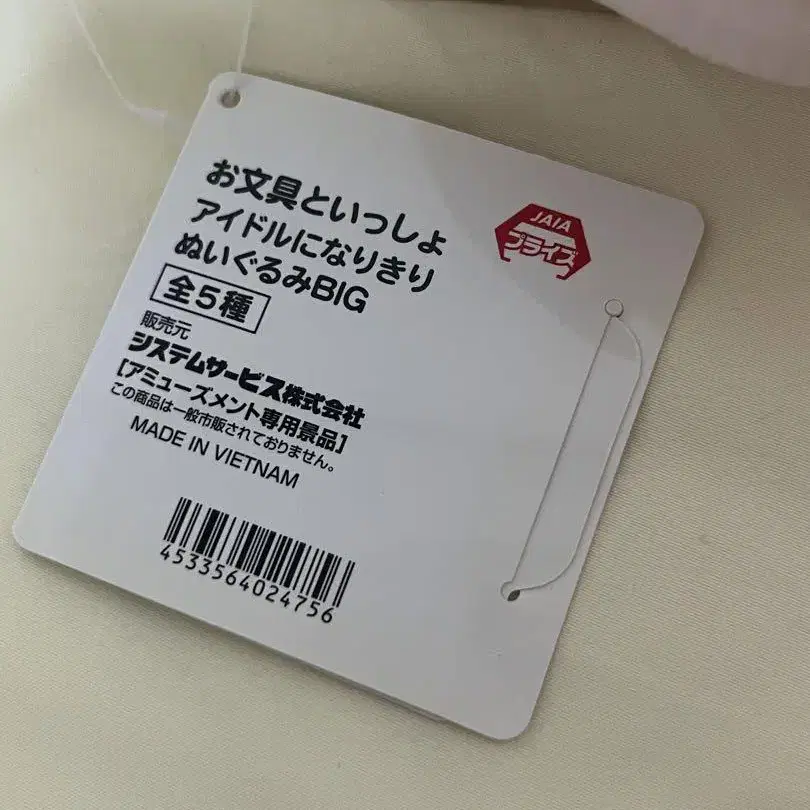 お文具といっしょ
アイドルになりきり
ぬいぐるみBIG
全5種
販売元
システムサービス株式会社
[アミューズメント専用景品]
この商品は一般市販されておりません。
MADE IN VIETNAM
4533564024756
JAIA
プライズ